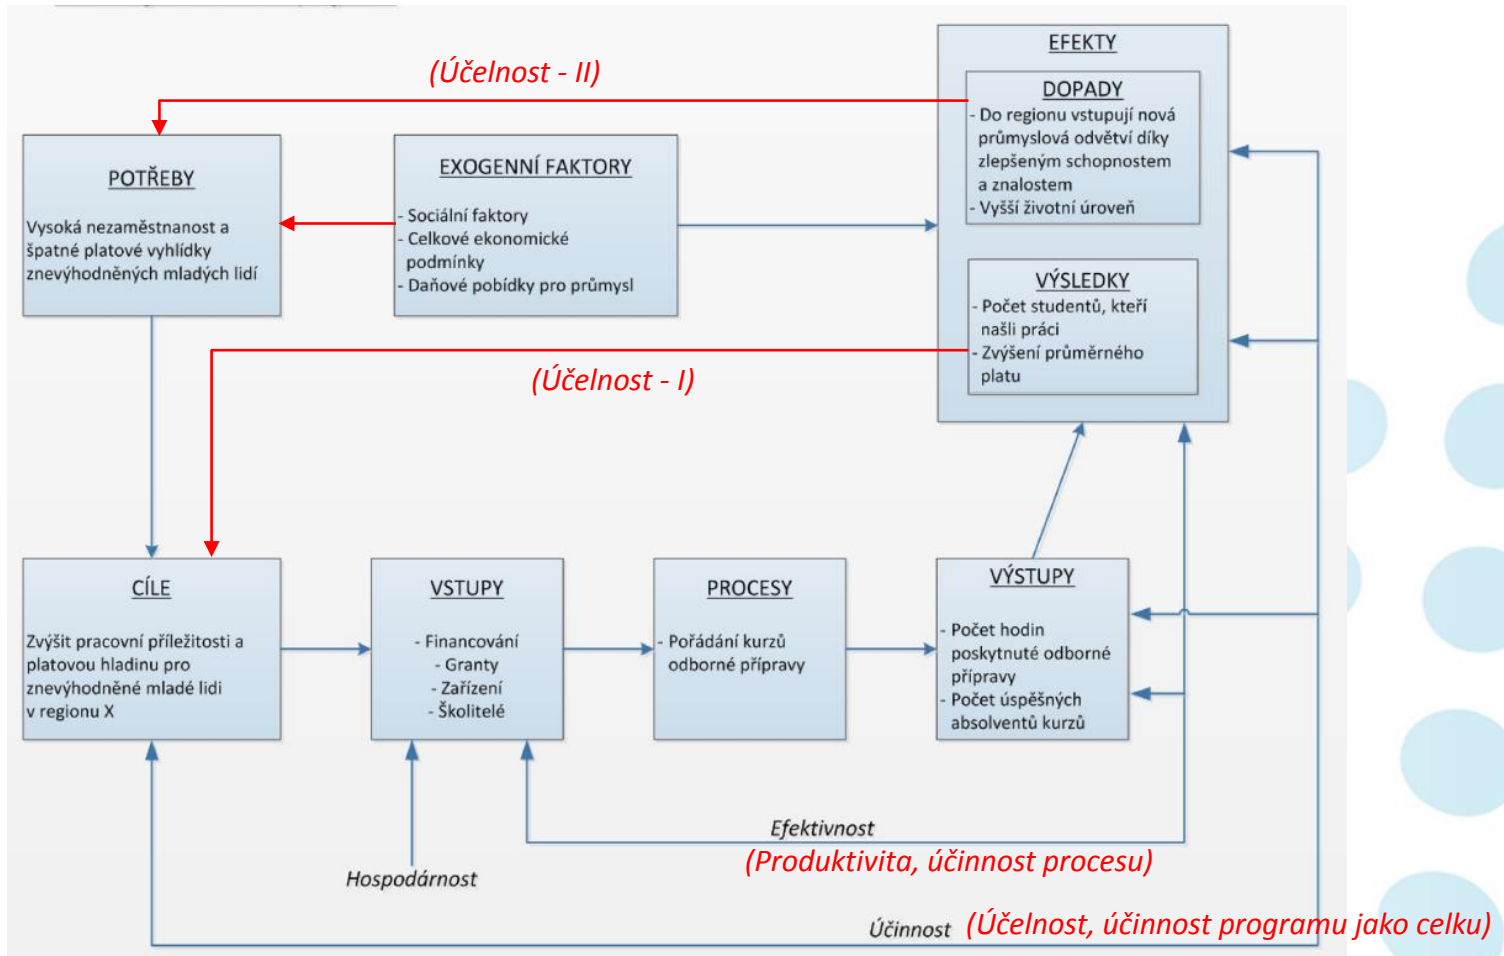 (Účelnost - II)
EFEKTY
DOPADY
- Do regionu vstupují nová
průmyslová odvětví díky
zlepšeným schopnostem
a znalostem
- Vyšší životní úroveň
POTŘEBY
Vysoká nezaměstnanost a
špatné platové vyhlídky
znevýhodněných mladých lidí
EXOGENNÍ FAKTORY
- Sociální faktory
- Celkové ekonomické
podmínky
- Daňové pobídky pro průmysl
VÝSLEDKY
- Počet studentů, kteří
našli práci
- Zvýšení průměrného
platu
(Účelnost - I)
CÍLE
Zvýšit pracovní příležitosti a
platovou hladinu pro
znevýhodněné mladé lidi
v regionu X
VSTUPY
- Financování
- Granty
- Zařízení
- Školitelé
PROCESY
- Pořádání kurzů
odborné přípravy
VÝSTUPY
- Počet hodin
poskytnuté odborné
přípravy
- Počet úspěšných
absolventů kurzů
Efektivnost
(Produktivita, účinnost procesu)
Hospodárnost
Účinnost (Účelnost, účinnost programu jako celku)